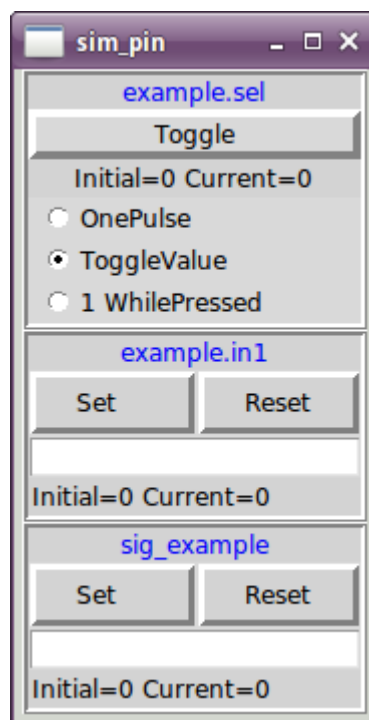 sim_pin
example.sel
Toggle
Initial=0 Current=0
OnePulse
ToggleValue
1 WhilePressed
example.in1
Set Reset
Initial=0 Current=0
sig_example
Set Reset
Initial=0 Current=0